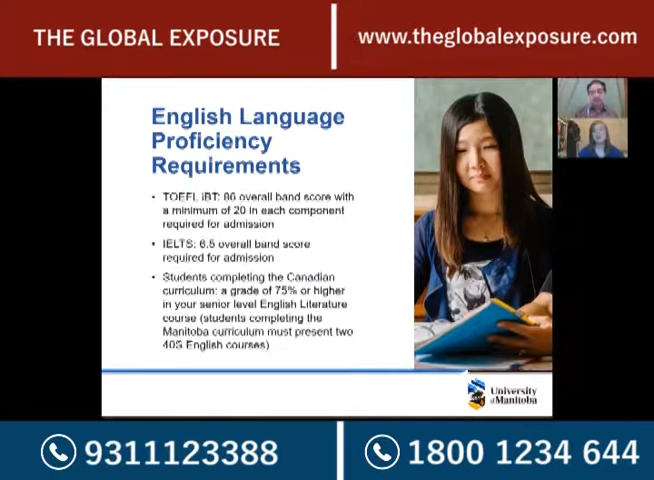 THE GLOBAL EXPOSURE
www.theglobalexposure.com
English Language
Proficiency
Requirements
• TOEFL iBT: 86 overall band score with
a minimum of 20 in each component
required for admission
• IELTS: 6.5 overall band score
required for admission
• Students completing the Canadian
curriculum: a grade of 75% or higher
in your senior level English Literature
course (students completing the
Manitoba curriculum must present two
40S English courses)
University
of Manitoba
9311123388
1800 1234 644